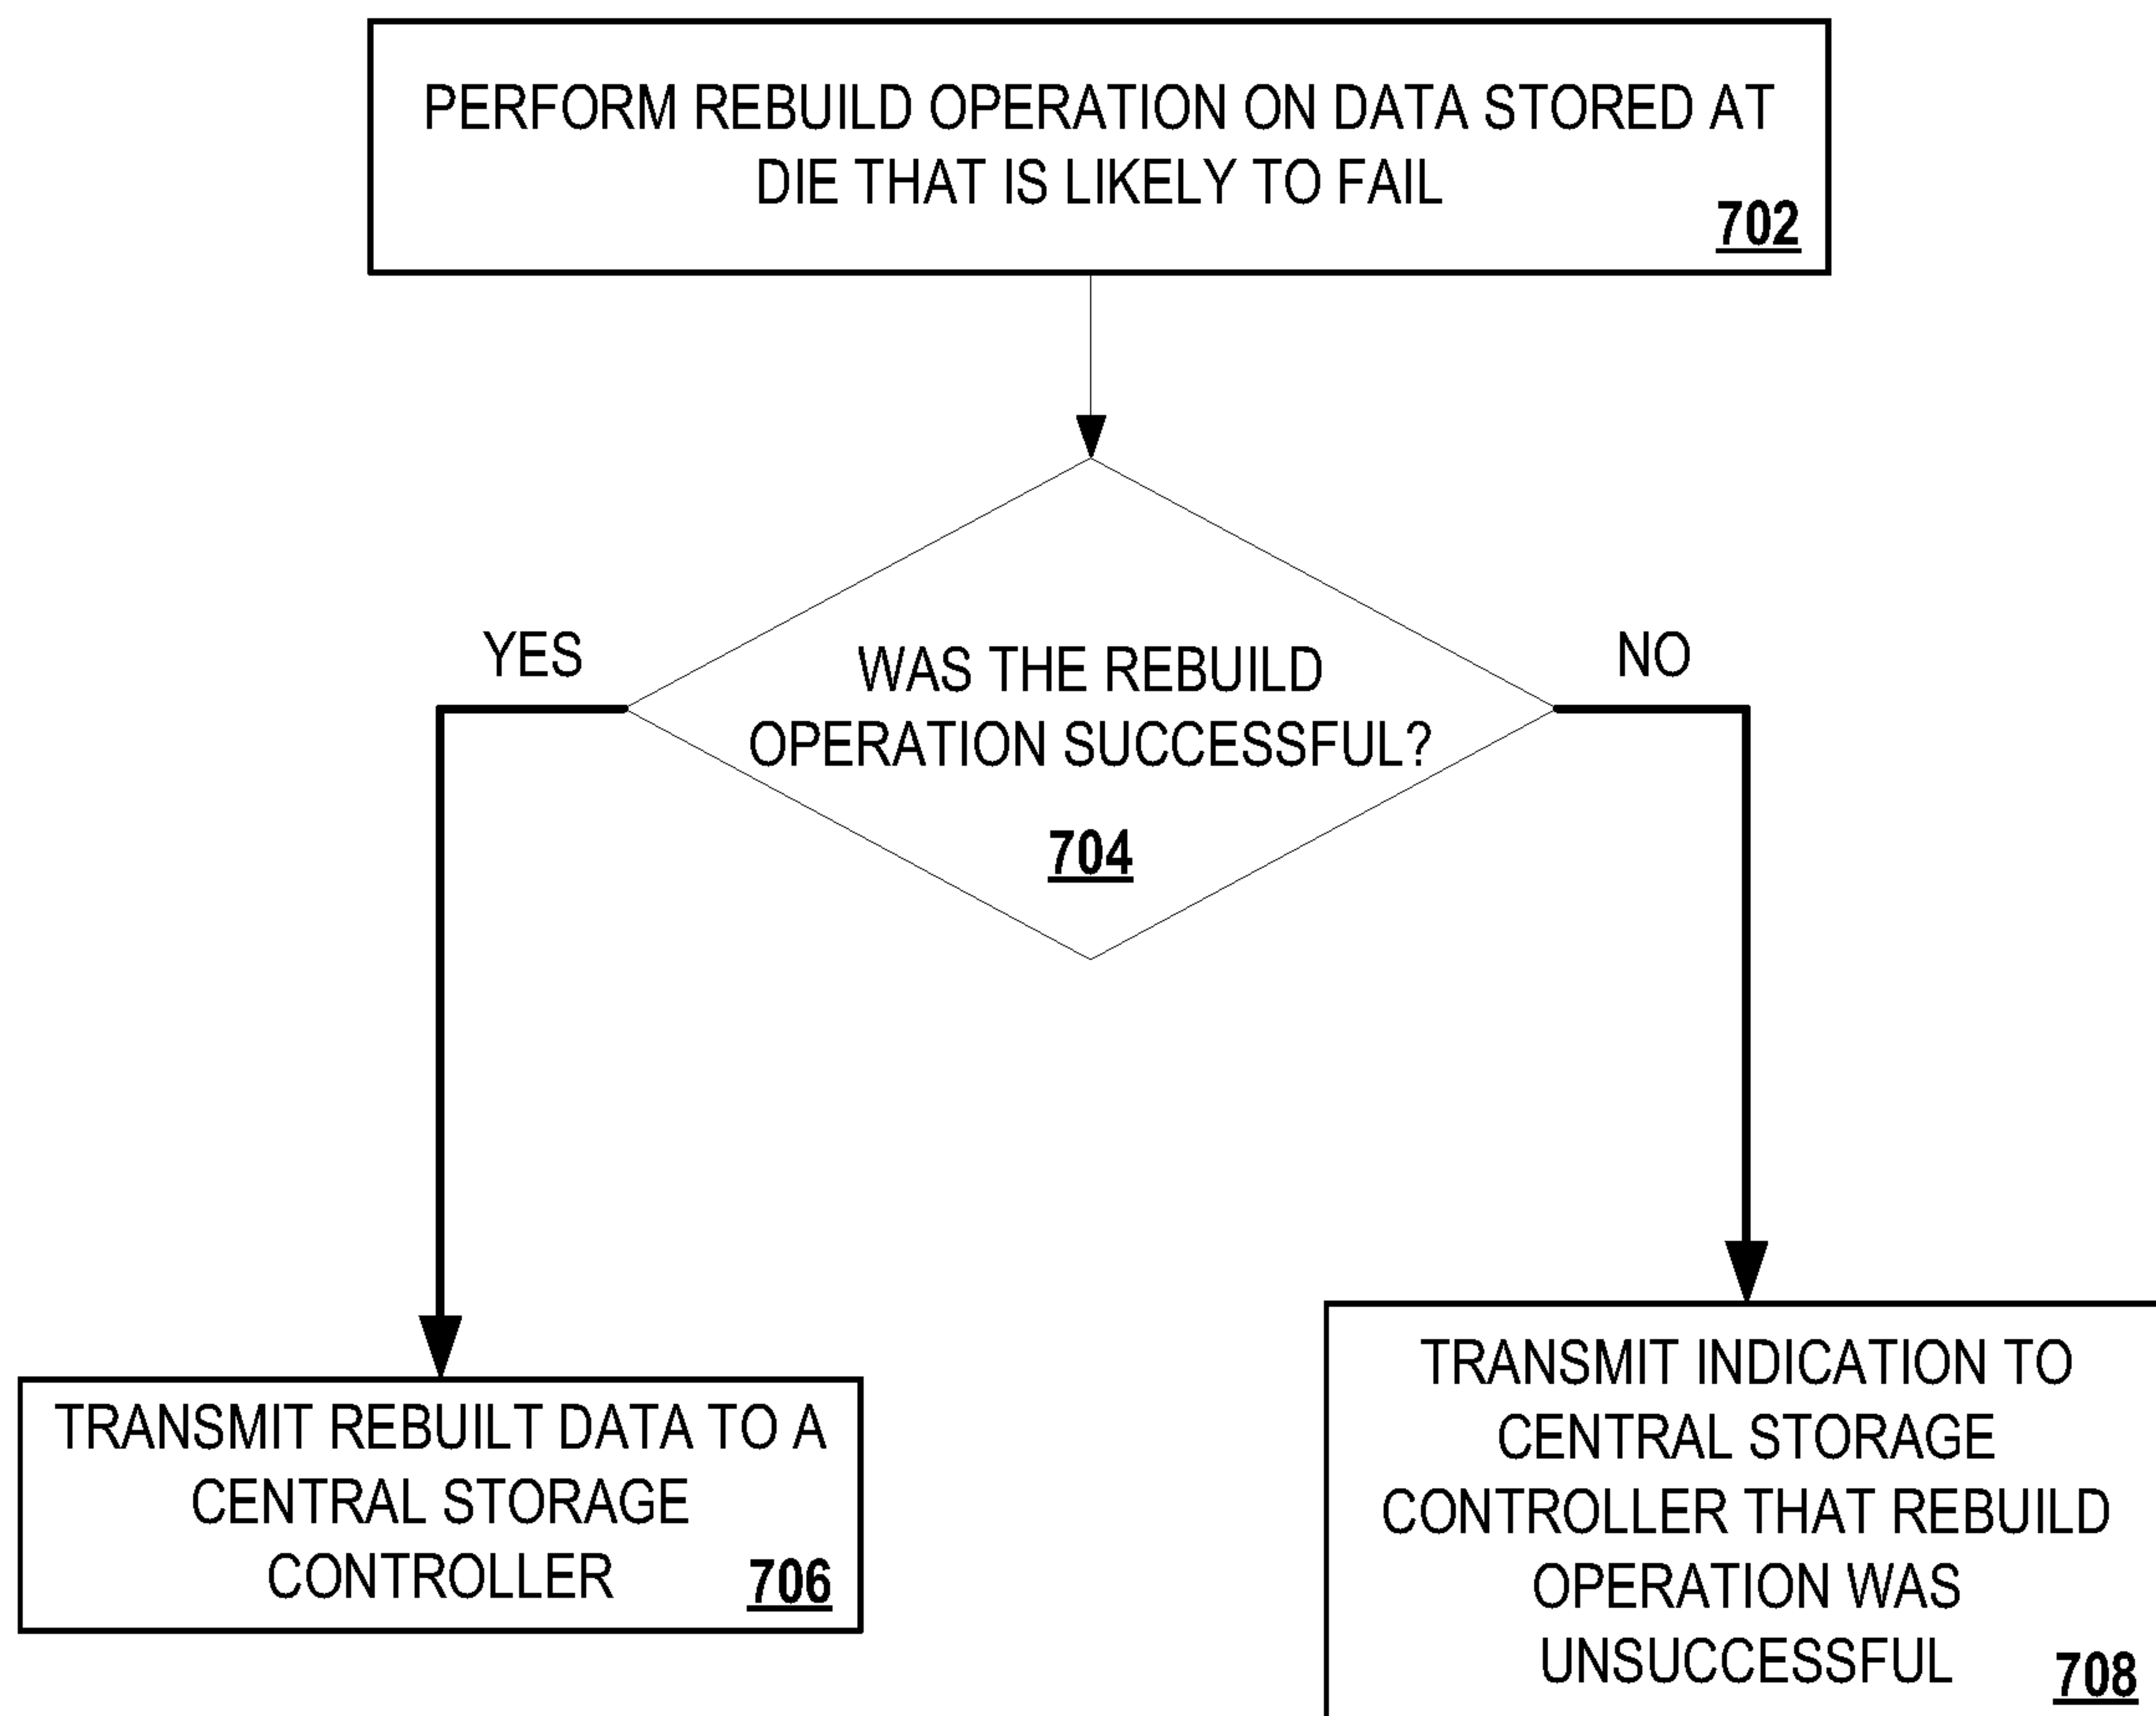 PERFORM REBUILD OPERATION ON DATA STORED AT
DIE THAT IS LIKELY TO FAIL
702
YES
NO
WAS THE REBUILD
OPERATION SUCCESSFUL?
704
TRANSMIT REBUILT DATA TO A
CENTRAL STORAGE
CONTROLLER
706
TRANSMIT INDICATION TO
CENTRAL STORAGE
CONTROLLER THAT REBUILD
OPERATION WAS
UNSUCCESSFUL
708